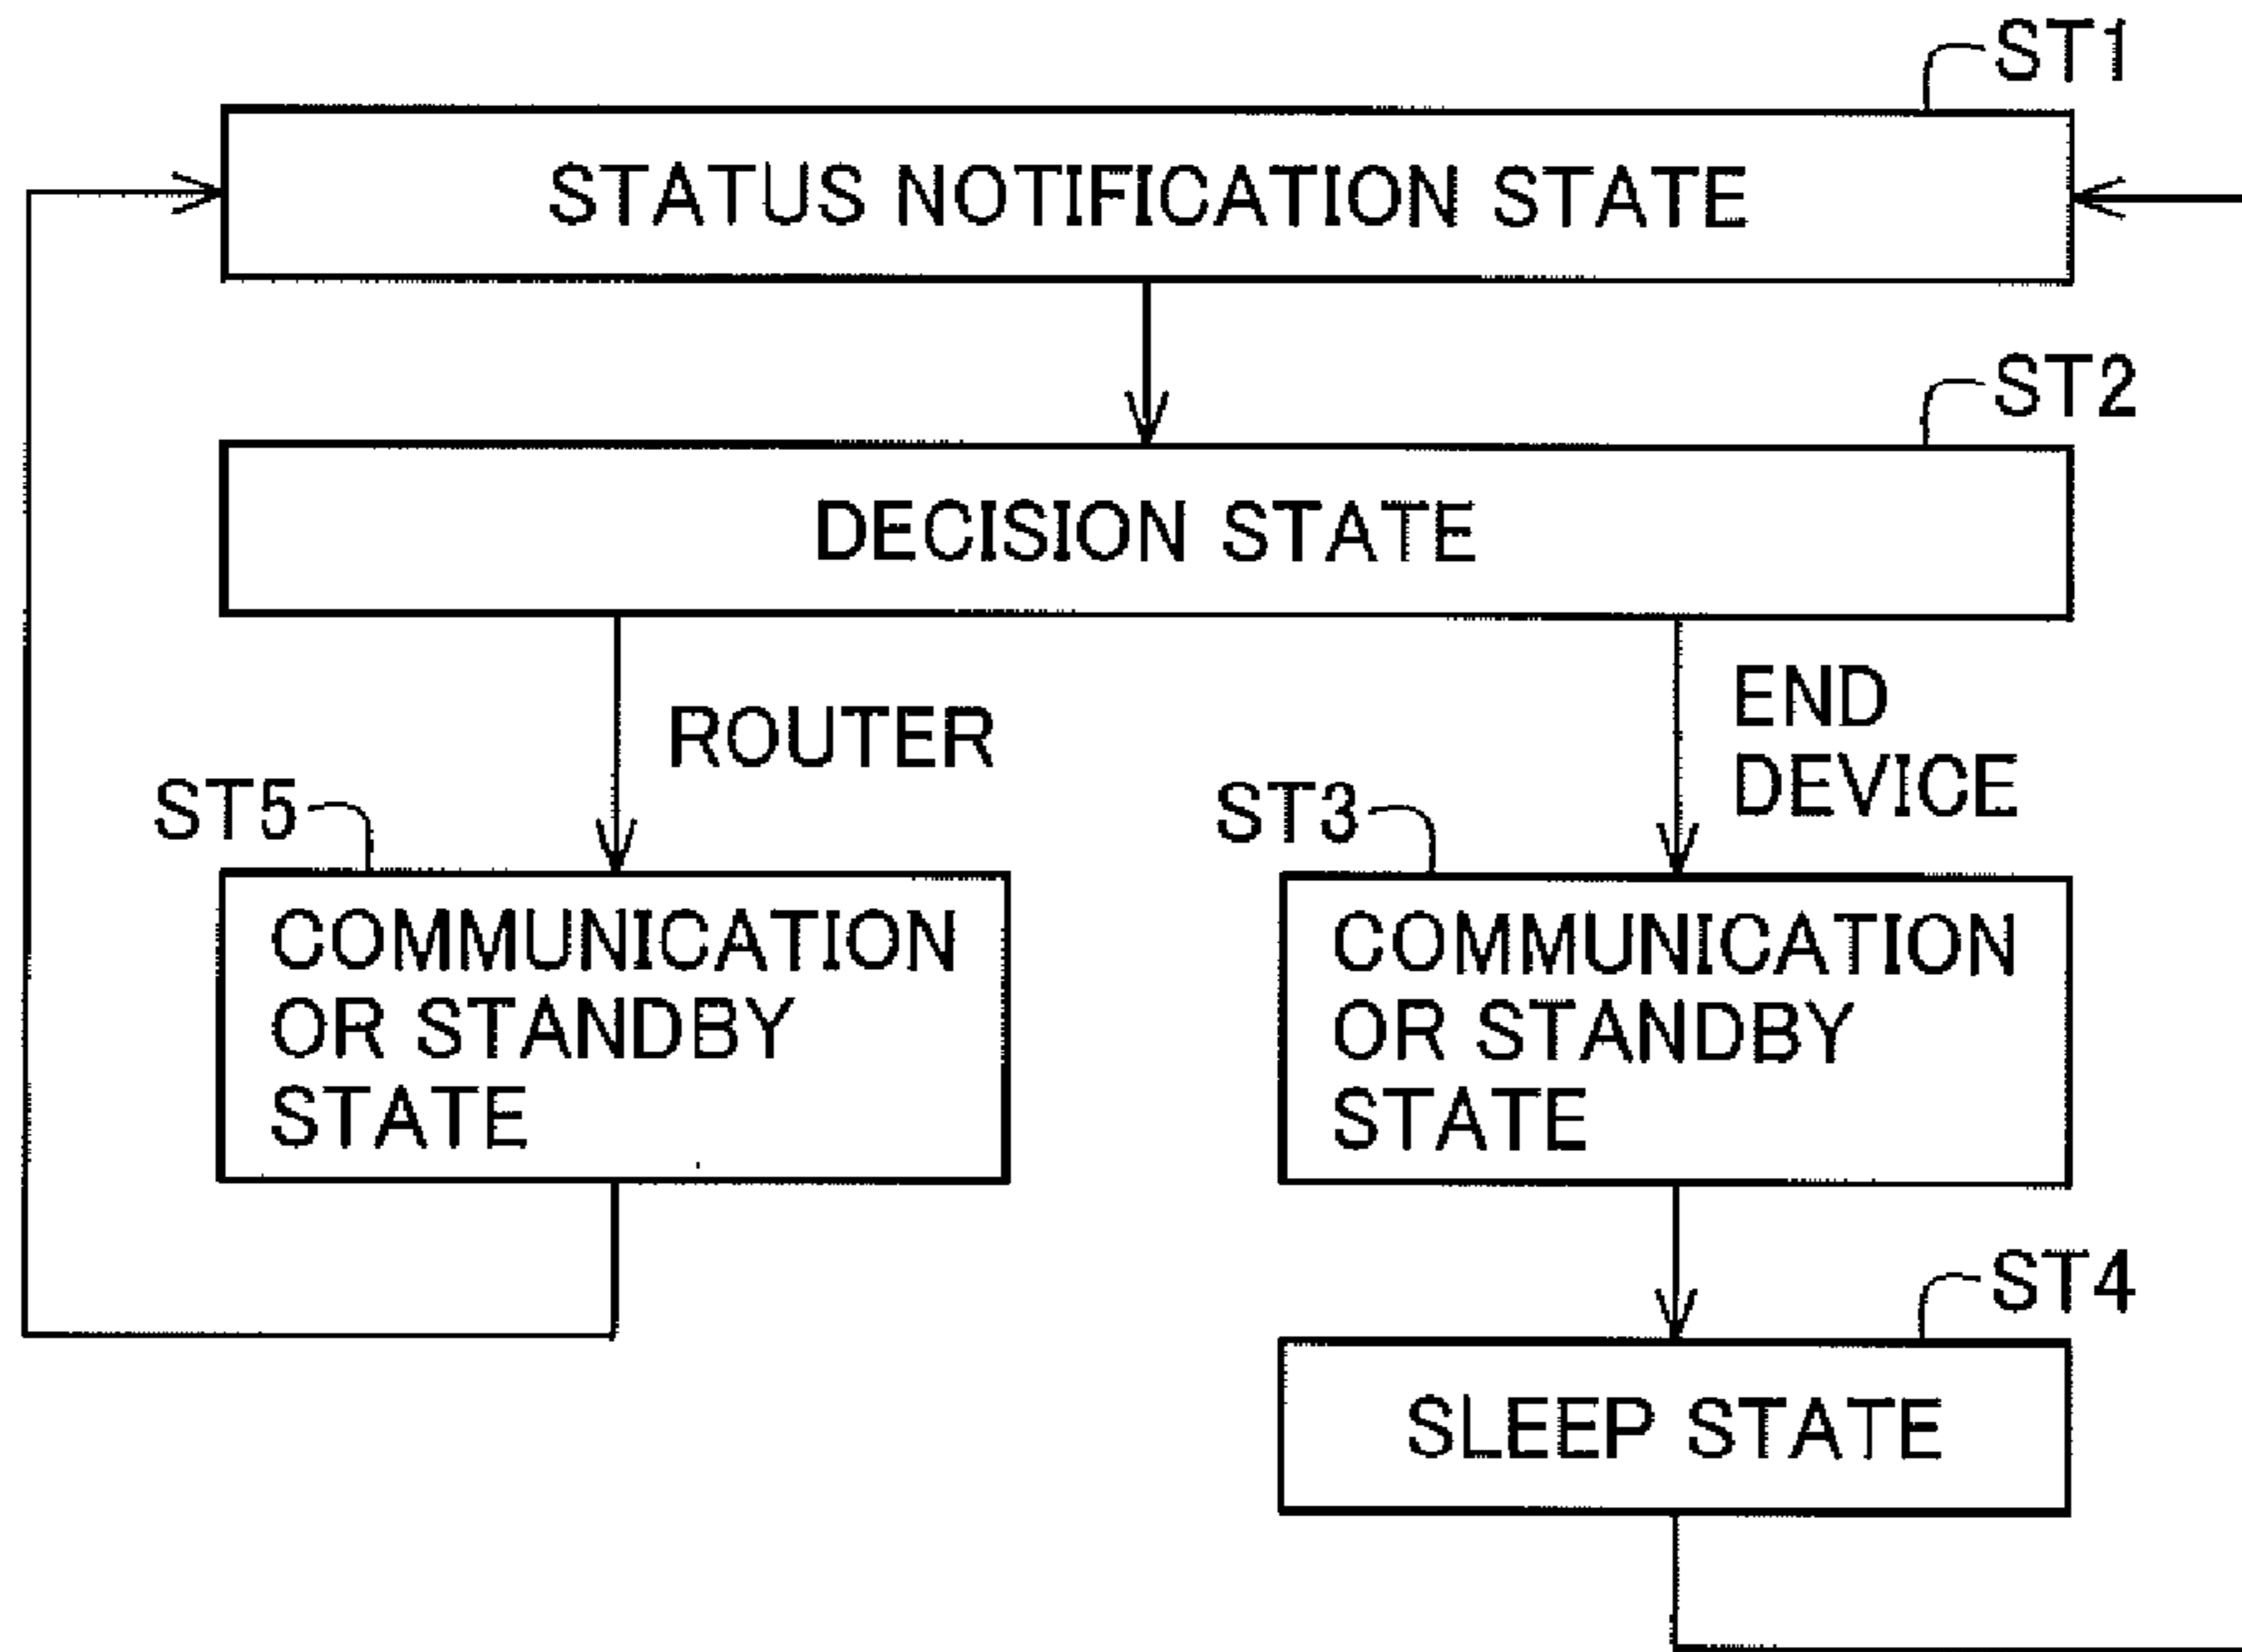 ST1
STATUS NOTIFICATION STATE
ST2
DECISION STATE
ROUTER
END
DEVICE
ST5
COMMUNICATION
OR STANDBY
STATE
ST3
COMMUNICATION
OR STANDBY
STATE
ST4
SLEEP STATE